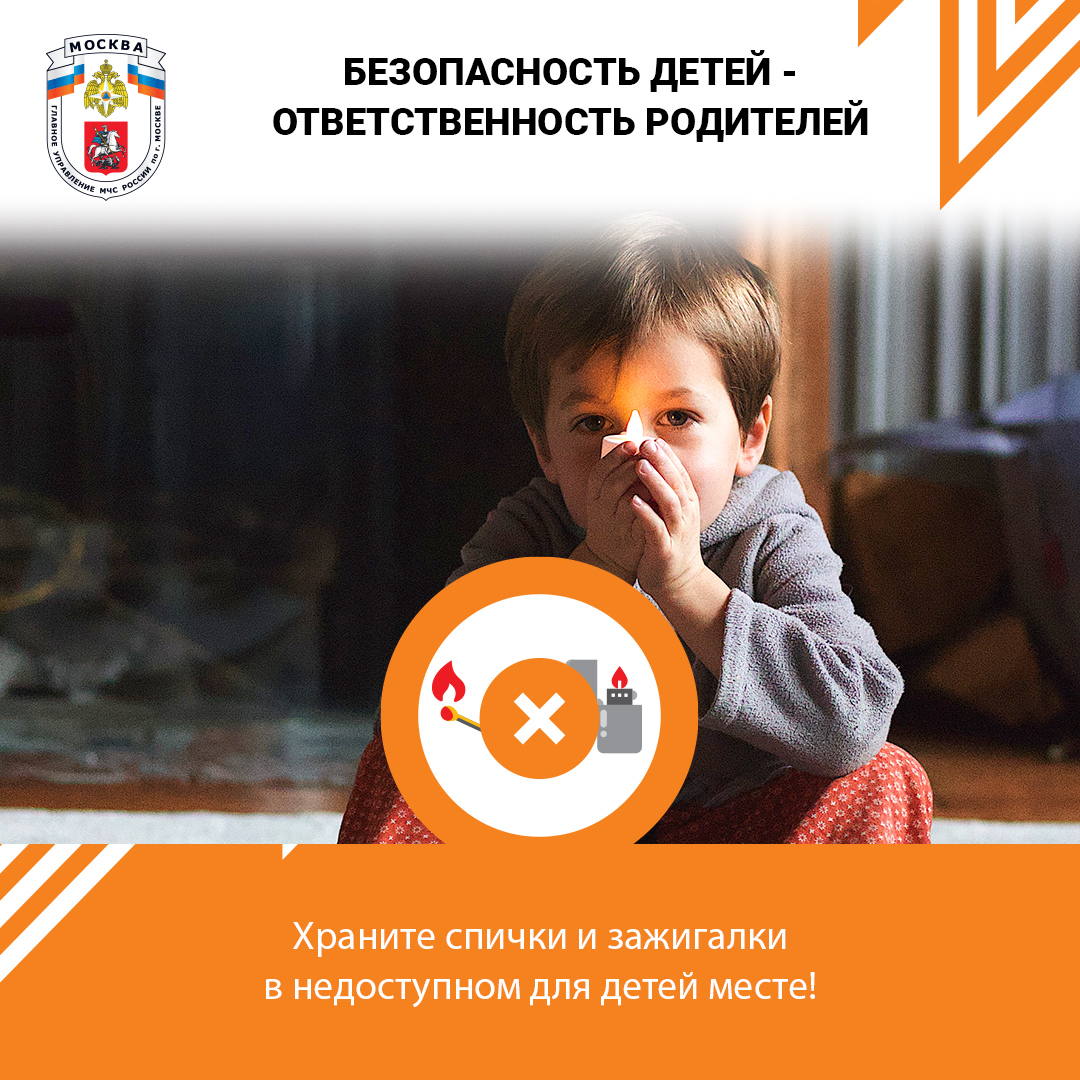 МОСКВА
ГЛАВНОЕ УПРАВЛЕНИЕ МЧС РОССИИ по г. МОСКВЕ
БЕЗОПАСНОСТЬ ДЕТЕЙ -
ОТВЕТСТВЕННОСТЬ РОДИТЕЛЕЙ
Храните спички и зажигалки
в недоступном для детей месте!